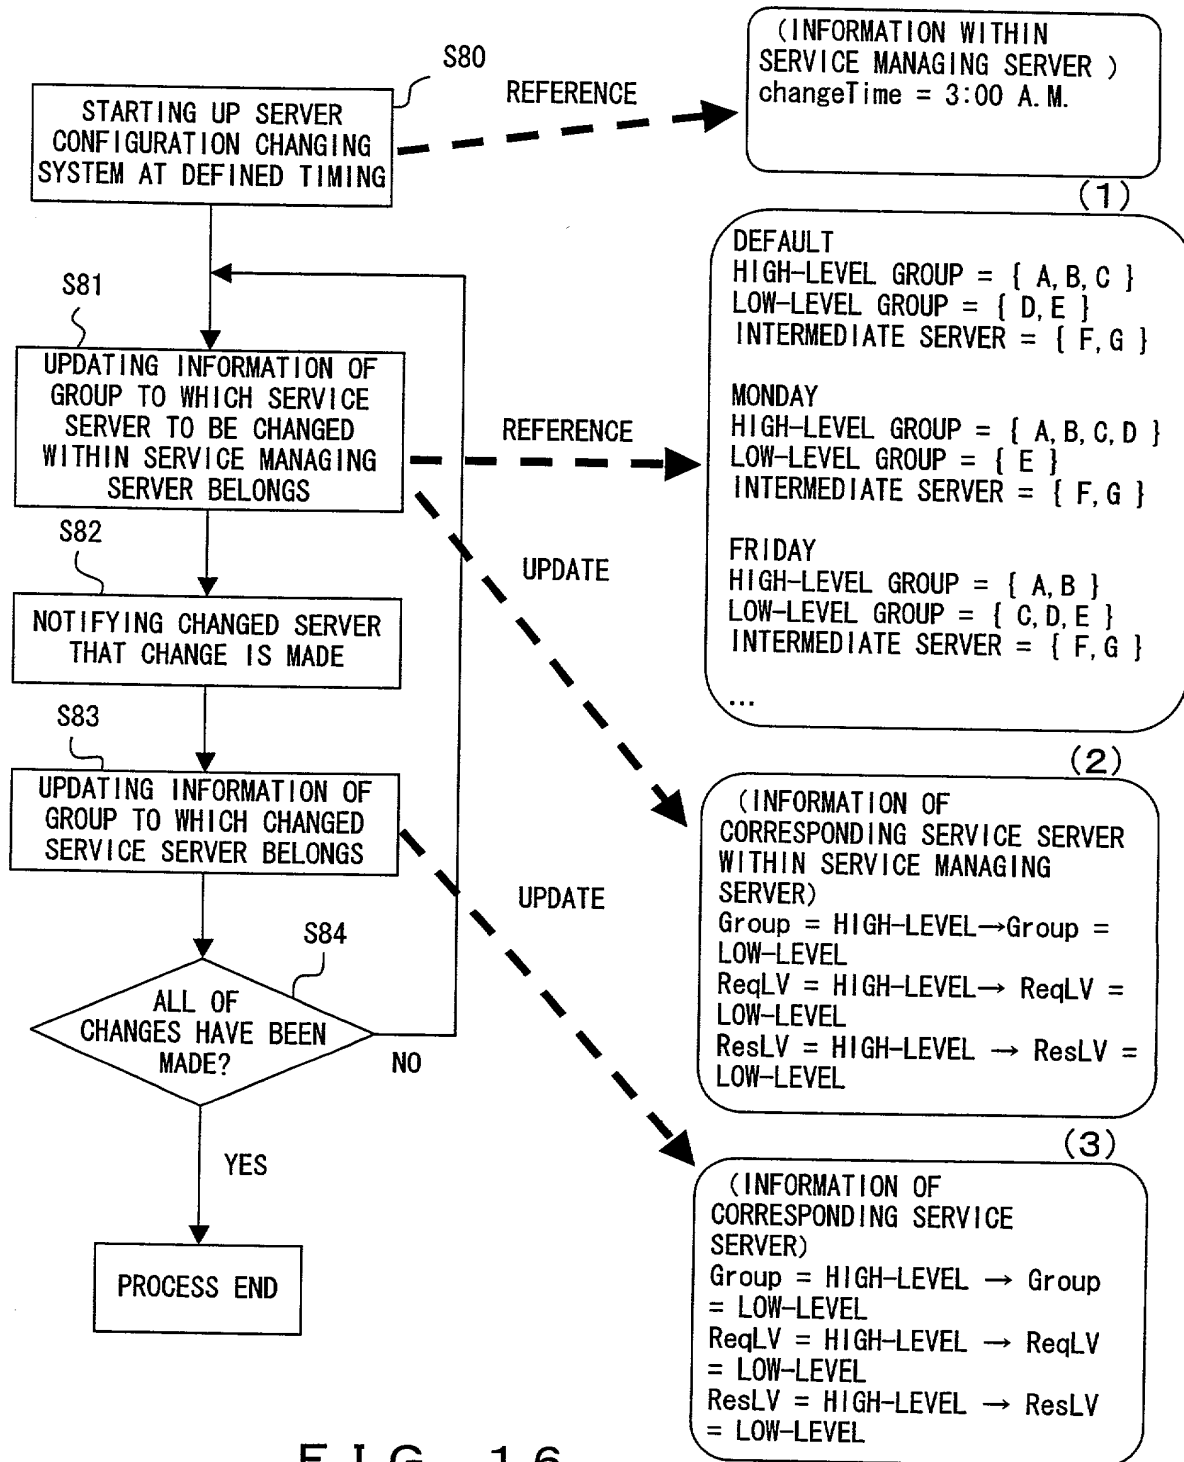 S80
STARTING UP SERVER
CONFIGURATION CHANGING
SYSTEM AT DEFINED TIMING
REFERENCE
(INFORMATION WITHIN
SERVICE MANAGING SERVER )
changeTime = 3:00 A.M.
(1)
S81
UPDATING INFORMATION OF
GROUP TO WHICH SERVICE
SERVER TO BE CHANGED
WITHIN SERVICE MANAGING
SERVER BELONGS
REFERENCE
UPDATE
DEFAULT
HIGH-LEVEL GROUP = { A, B, C }
LOW-LEVEL GROUP = { D, E }
INTERMEDIATE SERVER = { F, G }
MONDAY
HIGH-LEVEL GROUP = { A, B, C, D }
LOW-LEVEL GROUP = { E }
INTERMEDIATE SERVER = { F, G }
FRIDAY
HIGH-LEVEL GROUP = { A, B }
LOW-LEVEL GROUP = { C, D, E }
INTERMEDIATE SERVER = { F, G }
...
(2)
S82
NOTIFYING CHANGED SERVER
THAT CHANGE IS MADE
S83
UPDATING INFORMATION OF
GROUP TO WHICH CHANGED
SERVICE SERVER BELONGS
UPDATE
(INFORMATION OF
CORRESPONDING SERVICE SERVER
WITHIN SERVICE MANAGING
SERVER)
Group = HIGH-LEVEL→Group =
LOW-LEVEL
ReqLV = HIGH-LEVEL→ ReqLV =
LOW-LEVEL
ResLV = HIGH-LEVEL → ResLV =
LOW-LEVEL
(3)
S84
ALL OF
CHANGES HAVE BEEN
MADE?
NO
YES
PROCESS END
(INFORMATION OF
CORRESPONDING SERVICE
SERVER)
Group = HIGH-LEVEL → Group
= LOW-LEVEL
ReqLV = HIGH-LEVEL → ReqLV
= LOW-LEVEL
ResLV = HIGH-LEVEL → ResLV
= LOW-LEVEL
FIG. 16